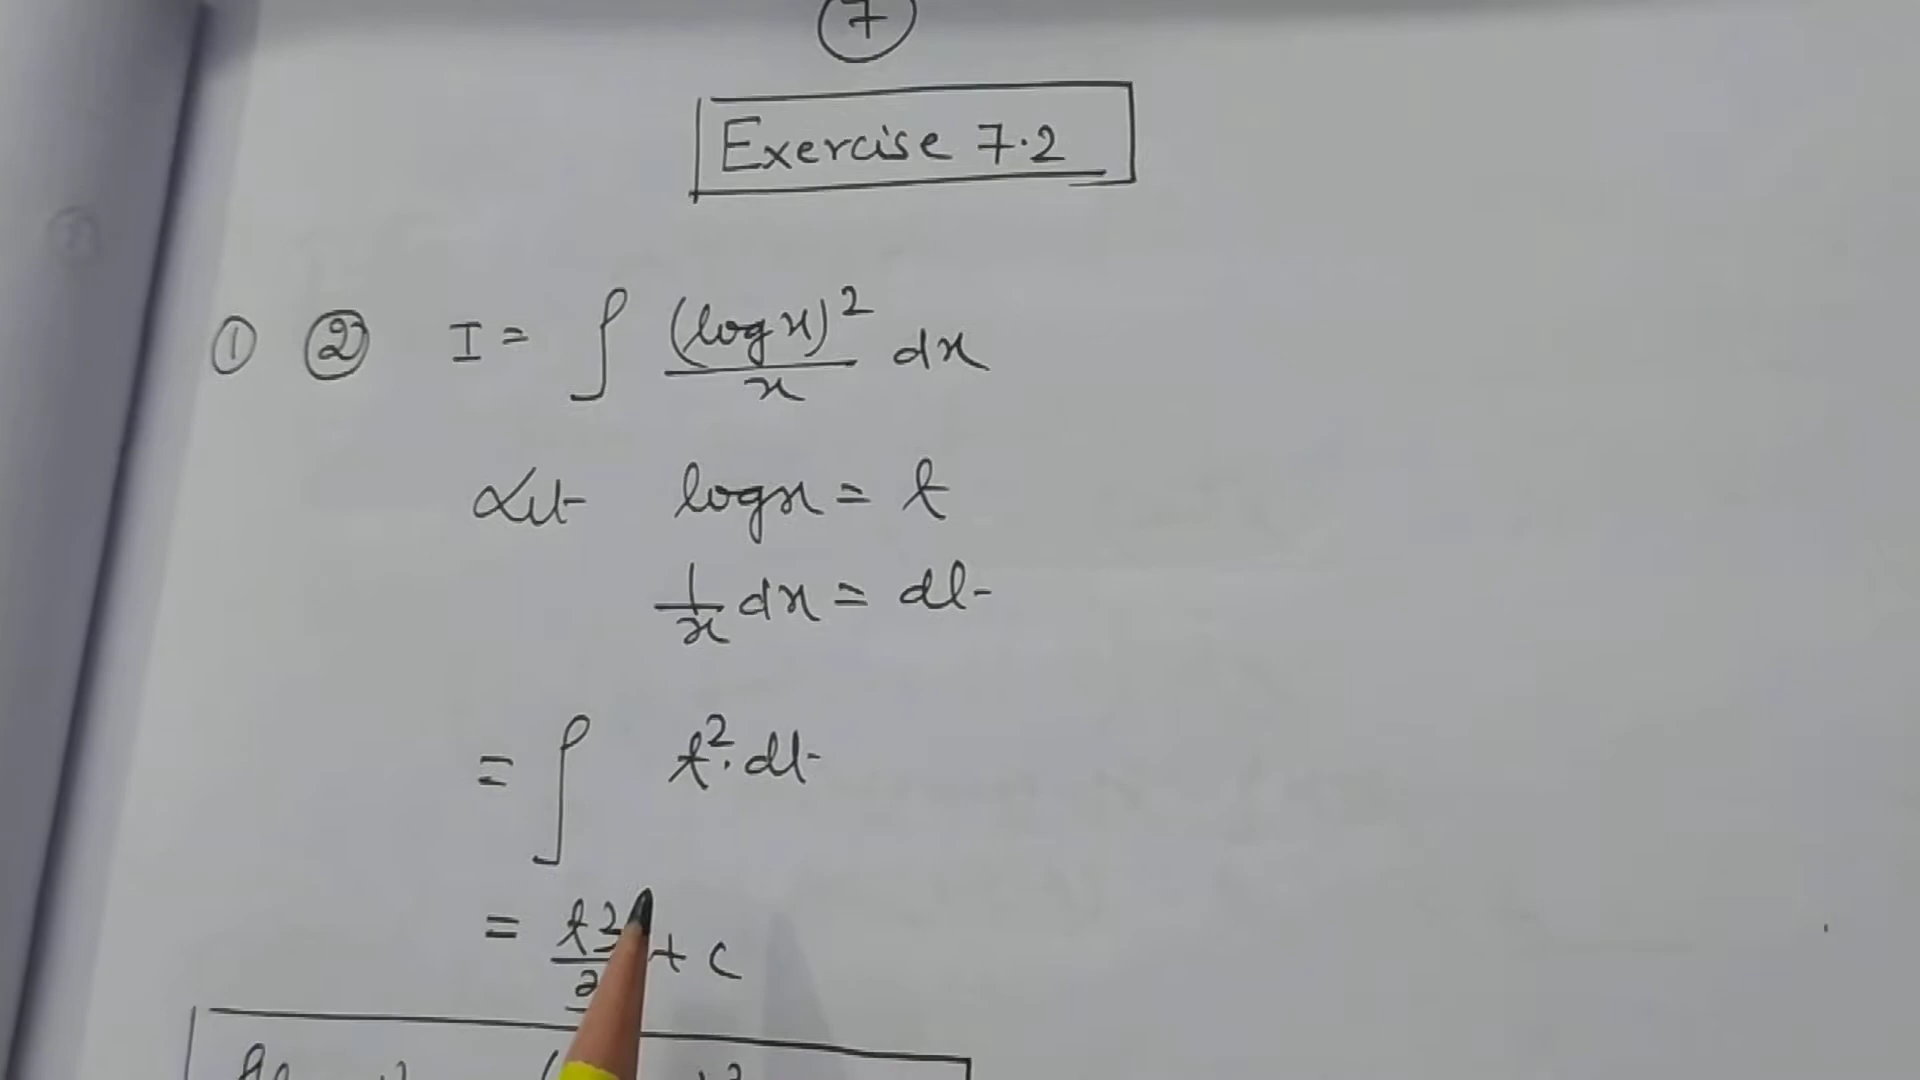 7
Exercise 7.2
① ② I = ∫ (log x)² / x dx
Let log x = t
1/x dx = dt
= ∫ t². dt
= t³/3 + c